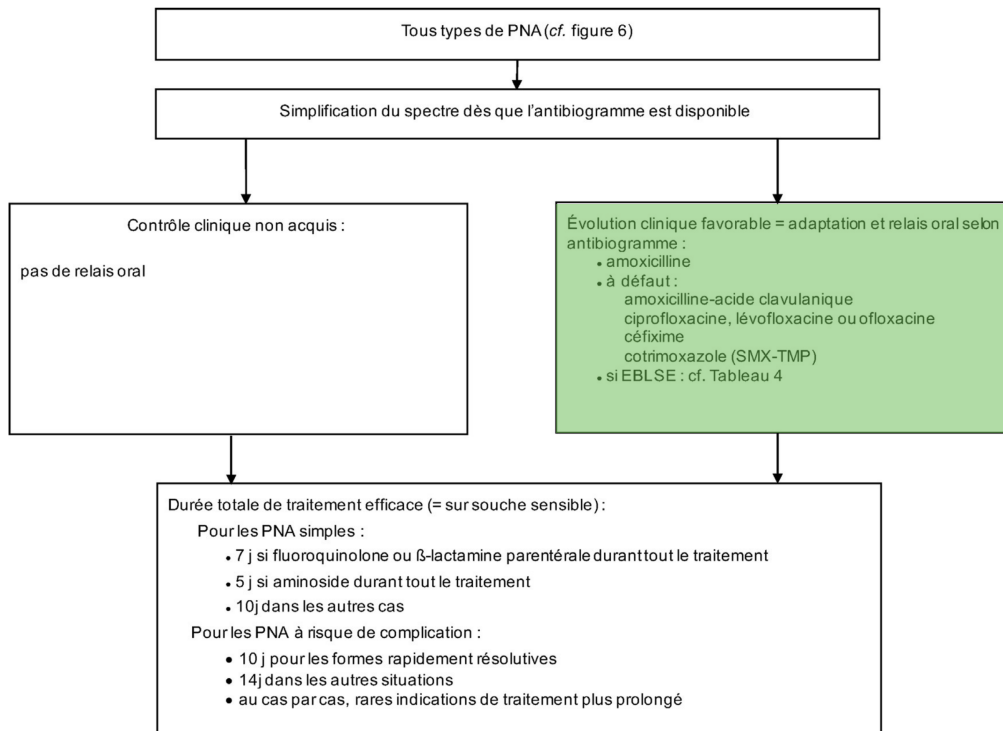 Tous types de PNA (cf. figure 6)
Simplification du spectre dès que l'antibiogramme est disponible
Contrôle clinique non acquis :
pas de relais oral
Évolution clinique favorable = adaptation et relais oral selon
antibiogramme :
• amoxicilline
• à défaut :
amoxicilline-acide clavulanique
ciprofloxacine, lévofloxacine ou ofloxacine
céfixime
cotrimoxazole (SMX-TMP)
• si EBLSE : cf. Tableau 4
Durée totale de traitement efficace (= sur souche sensible) :
Pour les PNA simples :
• 7 j si fluoroquinolone ou ß-lactamine parentérale durant tout le traitement
• 5 j si aminoside durant tout le traitement
• 10j dans les autres cas
Pour les PNA à risque de complication :
• 10 j pour les formes rapidement résolutives
• 14j dans les autres situations
• au cas par cas, rares indications de traitement plus prolongé